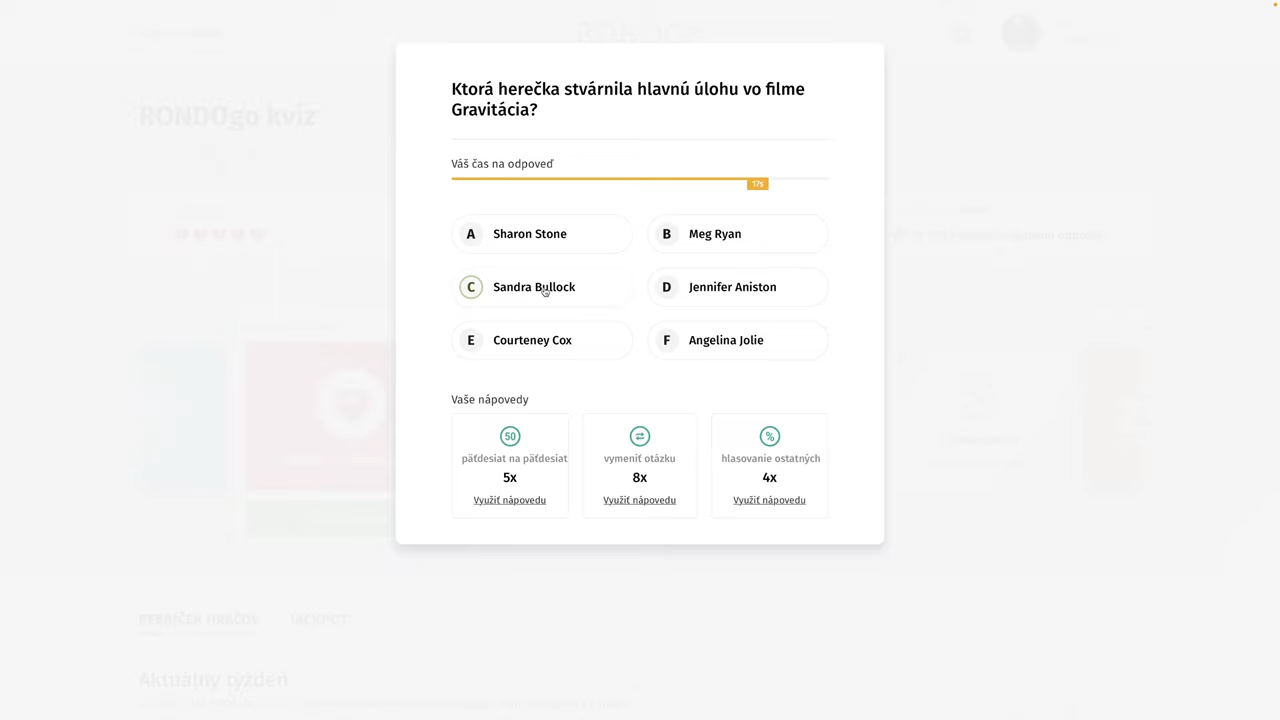 Ktorá herečka stvárnila hlavnú úlohu vo filme
Gravitácia?
Váš čas na odpoveď
17s
A Sharon Stone
B Meg Ryan
C Sandra Bullock
D Jennifer Aniston
E Courteney Cox
F Angelina Jolie
Vaše nápovedy
50
päťdesiat na päťdesiat
5x
Využiť nápovedu
vymeniť otázku
8x
Využiť nápovedu
%
hlasovanie ostatných
4x
Využiť nápovedu
RONDOgo kvíz
REBRÍČEK HRÁČOV
JACKPOT
Aktuálny týždeň